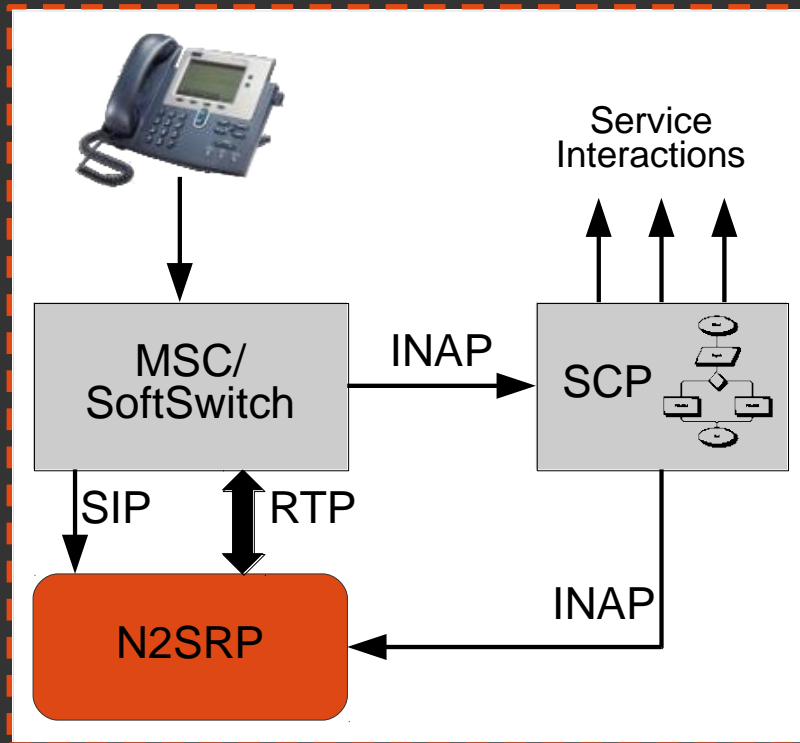 Service
Interactions
MSC/
SoftSwitch
INAP
SCP
SIP
RTP
N2SRP
INAP